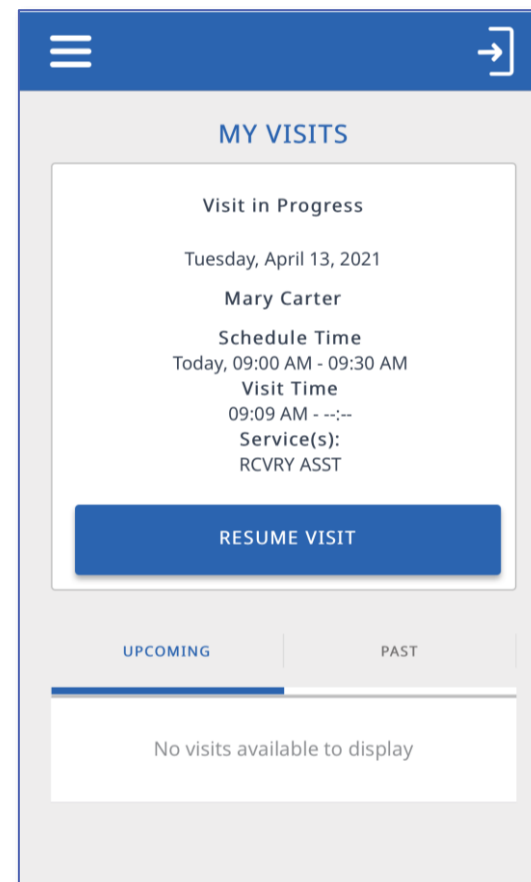 MY VISITS
Visit in Progress
Tuesday, April 13, 2021
Mary Carter
Schedule Time
Today, 09:00 AM - 09:30 AM
Visit Time
09:09 AM - --:--
Service(s):
RCVRY ASST
RESUME VISIT
UPCOMING PAST
No visits available to display